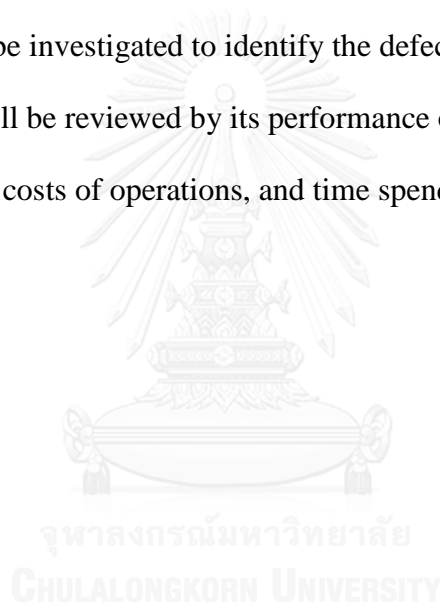 be investigated to identify the defec
ll be reviewed by its performance
costs of operations, and time spen
จุฬาลงกรณ์มหาวิทยาลัย
CHULALONGKORN UNIVERSITY